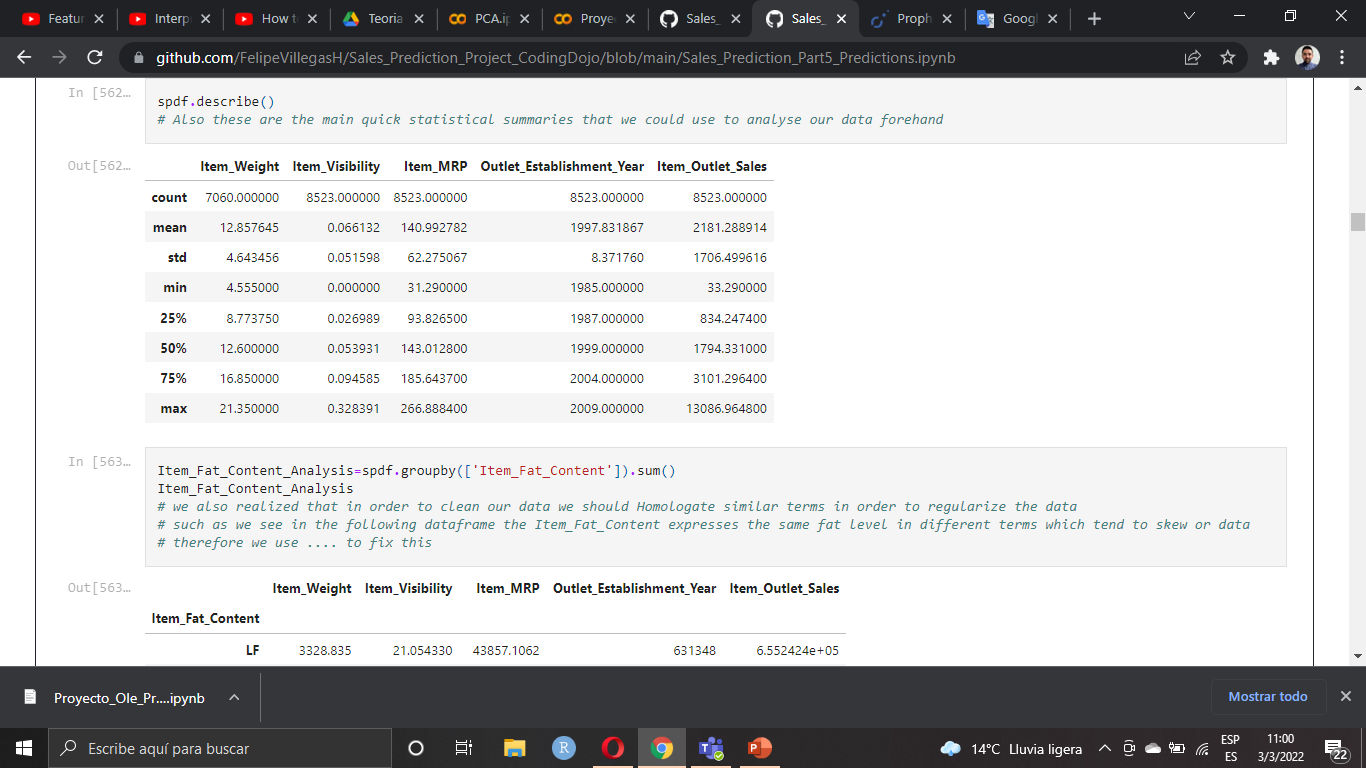 Featur
Interp
How t
Teoria
PCA.ip
Proye
Sales_
Sales_
Proph
Googl
github.com/FelipeVillegasH/Sales_Prediction_Project_CodingDojo/blob/main/Sales_Prediction_Part5_Predictions.ipynb
In [562…
spdf.describe()
# Also these are the main quick statistical summaries that we could use to analyse our data forehand
Out[562…
Item_Weight Item_Visibility Item_MRP Outlet_Establishment_Year Item_Outlet_Sales
count 7060.000000 8523.000000 8523.000000 8523.000000 8523.000000
mean 12.857645 0.066132 140.992782 1997.831867 2181.288914
std 4.643456 0.051598 62.275067 8.371760 1706.499616
min 4.555000 0.000000 31.290000 1985.000000 33.290000
25% 8.773750 0.026989 93.826500 1987.000000 834.247400
50% 12.600000 0.053931 143.012800 1999.000000 1794.331000
75% 16.850000 0.094585 185.643700 2004.000000 3101.296400
max 21.350000 0.328391 266.888400 2009.000000 13086.964800
In [563…
Item_Fat_Content_Analysis=spdf.groupby(['Item_Fat_Content']).sum()
Item_Fat_Content_Analysis
# we also realized that in order to clean our data we should Homologate similar terms in order to regularize the data
# such as we see in the following dataframe the Item_Fat_Content expresses the same fat level in different terms which tend to skew or data
# therefore we use .... to fix this
Out[563…
Item_Weight Item_Visibility Item_MRP Outlet_Establishment_Year Item_Outlet_Sales
Item_Fat_Content
LF 3328.835 21.054330 43857.1062 631348 6.552424e+05
Proyecto_Ole_Pr....ipynb
Mostrar todo
Escribe aquí para buscar
R
14°C Lluvia ligera
ESP
ES
11:00
3/3/2022
22